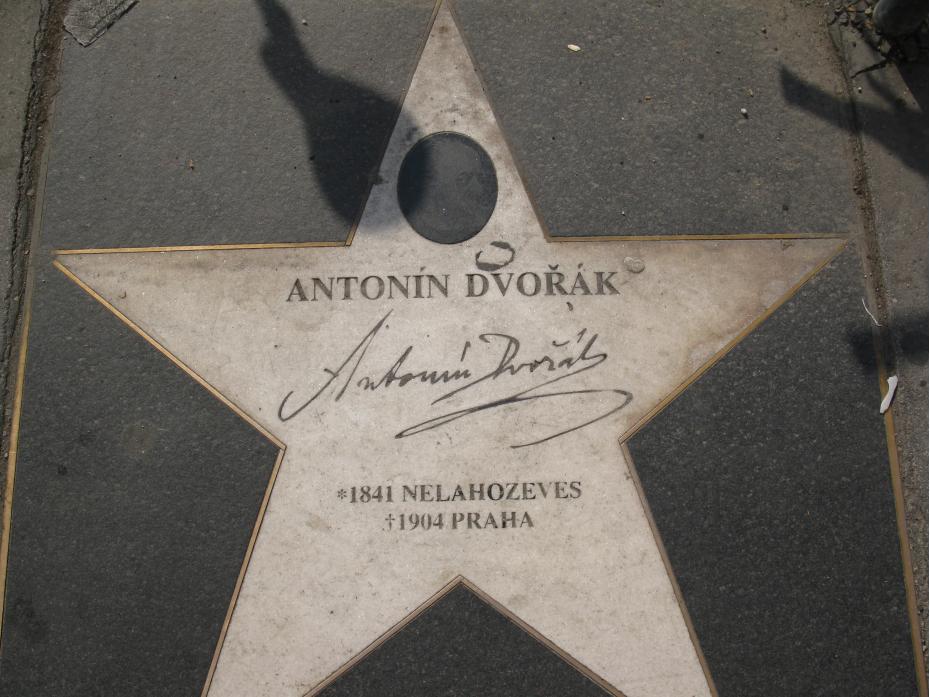 ANTONÍN DVOŘÁK
Antonín Dvořák
*1841 NELAHOZEVES
†1904 PRAHA